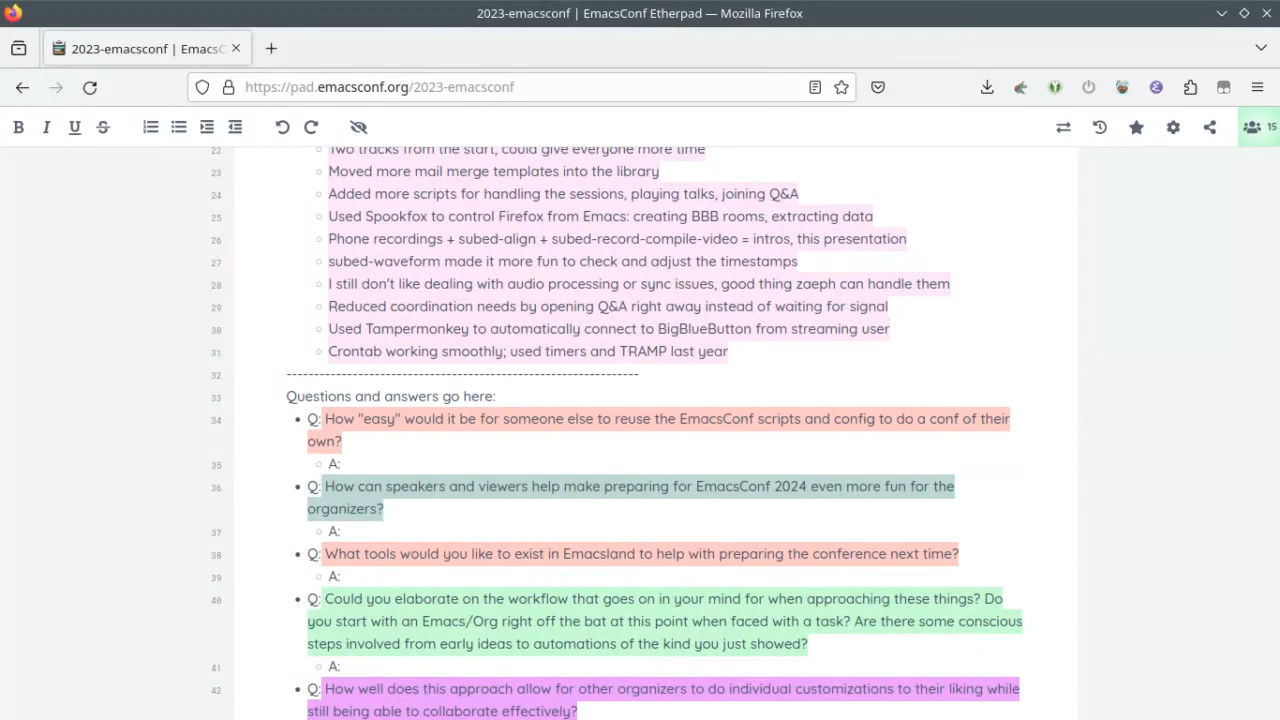 2023-emacsconf | EmacsConf Etherpad — Mozilla Firefox
2023-emacsconf | EmacsC
https://pad.emacsconf.org/2023-emacsconf
B I U S
15
22 Two tracks from the start, could give everyone more time
23 Moved more mail merge templates into the library
24 Added more scripts for handling the sessions, playing talks, joining Q&A
25 Used Spookfox to control Firefox from Emacs: creating BBB rooms, extracting data
26 Phone recordings + subed-align + subed-record-compile-video = intros, this presentation
27 subed-waveform made it more fun to check and adjust the timestamps
28 I still don't like dealing with audio processing or sync issues, good thing zaeph can handle them
29 Reduced coordination needs by opening Q&A right away instead of waiting for signal
30 Used Tampermonkey to automatically connect to BigBlueButton from streaming user
31 Crontab working smoothly; used timers and TRAMP last year
32 ------------------------------------------------------------
33 Questions and answers go here:
34 Q: How "easy" would it be for someone else to reuse the EmacsConf scripts and config to do a conf of their
own?
35 A:
36 Q: How can speakers and viewers help make preparing for EmacsConf 2024 even more fun for the
organizers?
37 A:
38 Q: What tools would you like to exist in Emacsland to help with preparing the conference next time?
39 A:
40 Q: Could you elaborate on the workflow that goes on in your mind for when approaching these things? Do
you start with an Emacs/Org right off the bat at this point when faced with a task? Are there some conscious
steps involved from early ideas to automations of the kind you just showed?
41 A:
42 Q: How well does this approach allow for other organizers to do individual customizations to their liking while
still being able to collaborate effectively?